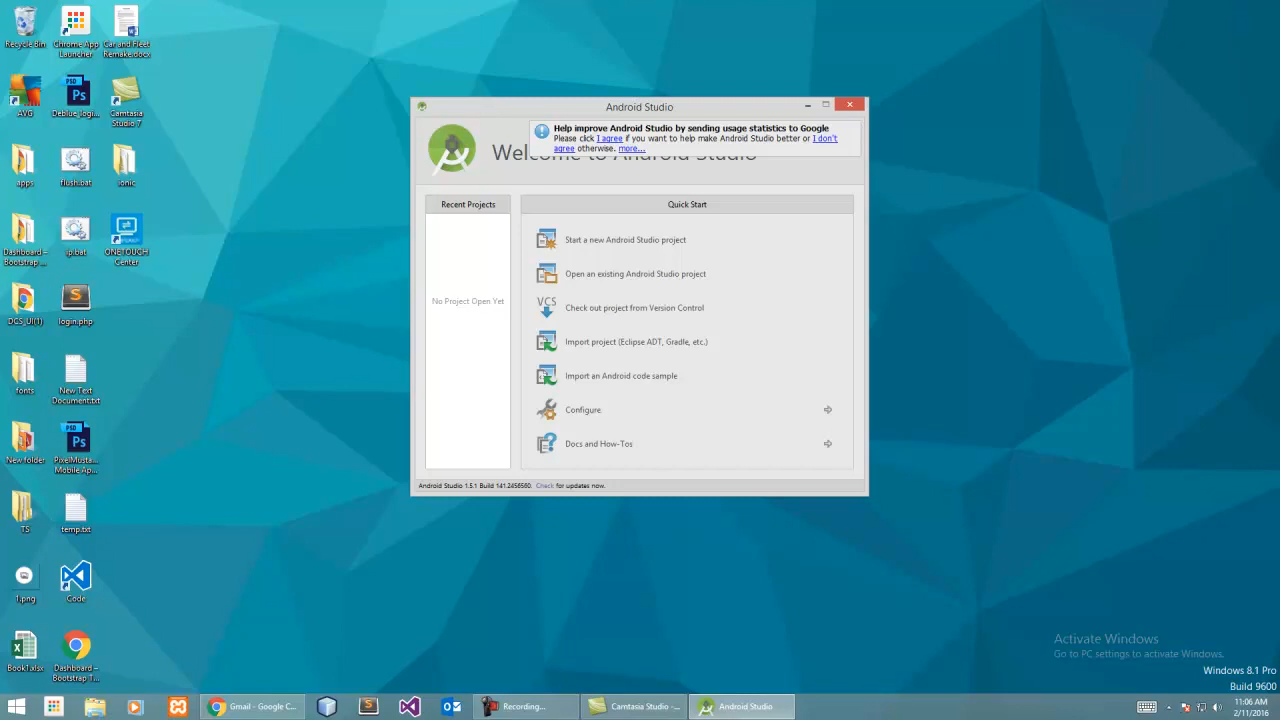 Recycle Bin
Chrome App
Launcher
Car and Fleet
Remake.docx
AVG
Deblue_logi...
Camtasia
Studio 7
apps
flush.bat
ionic
Dashboard –
Bootstrap ...
ip.bat
ONETOUCH
Center
DCS_UI(1)
login.php
fonts
New Text
Document.txt
New folder
PixelMusta...
Mobile Ap...
TS
temp.txt
1.png
Code
Book1.xlsx
Dashboard –
Bootstrap T...
Android Studio
Help improve Android Studio by sending usage statistics to Google
Please click I agree if you want to help make Android Studio better or I don't
agree otherwise. more...
Welcome to Android Studio
Recent Projects
No Project Open Yet
Quick Start
Start a new Android Studio project
Open an existing Android Studio project
VCS
Check out project from Version Control
Import project (Eclipse ADT, Gradle, etc.)
Import an Android code sample
Configure
Docs and How-Tos
Android Studio 1.5.1 Build 141.2456560. Check for updates now.
Activate Windows
Go to PC settings to activate Windows.
Windows 8.1 Pro
Build 9600
Gmail - Google C...
Recording...
Camtasia Studio -...
Android Studio
11:06 AM
2/11/2016